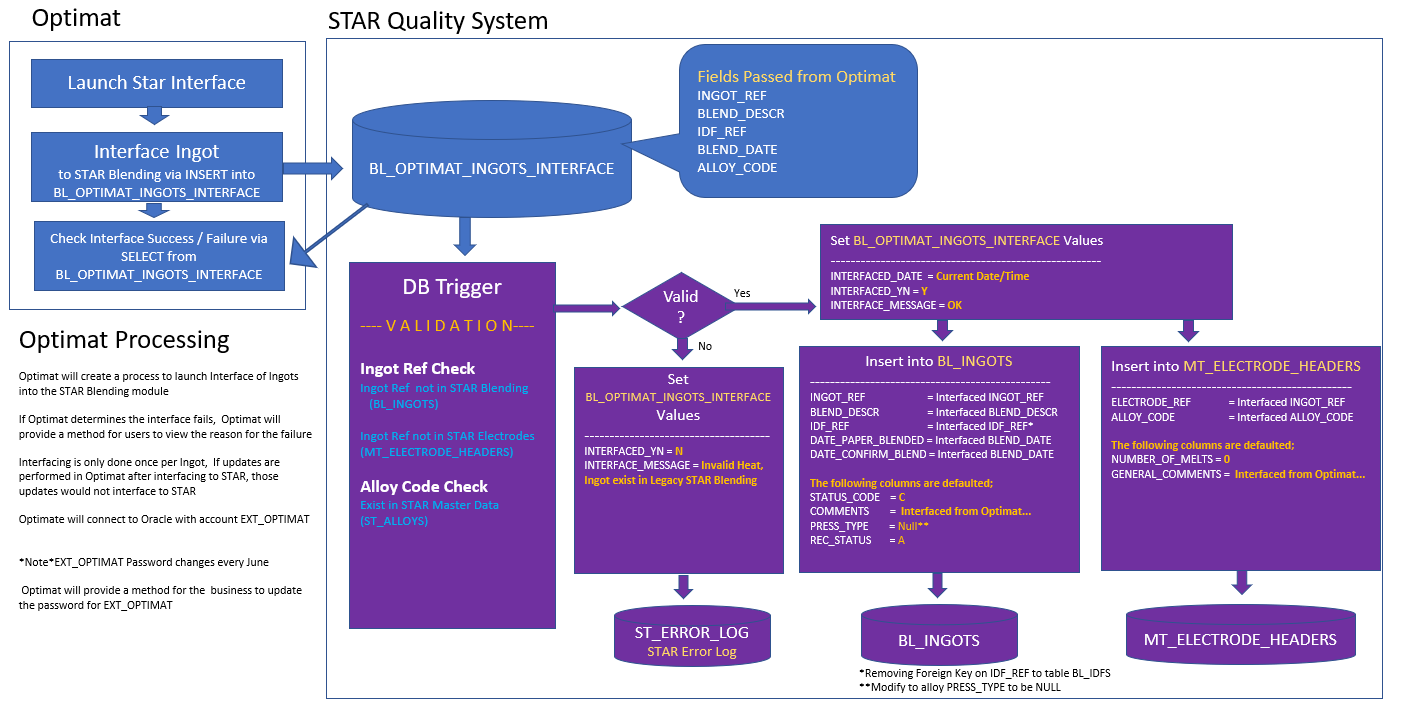 Optimat
STAR Quality System
Launch Star Interface
Interface Ingot
to STAR Blending via INSERT into
BL_OPTIMAT_INGOTS_INTERFACE
Check Interface Success / Failure via
SELECT from
BL_OPTIMAT_INGOTS_INTERFACE
BL_OPTIMAT_INGOTS_INTERFACE
Fields Passed from Optimat
INGOT_REF
BLEND_DESCR
IDF_REF
BLEND_DATE
ALLOY_CODE
Optimat Processing
Optimat will create a process to launch Interface of Ingots
into the STAR Blending module
If Optimat determines the interface fails, Optimat will
provide a method for users to view the reason for the failure
Interfacing is only done once per Ingot, If updates are
performed in Optimat after interfacing to STAR, those
updates would not interface to STAR
Optimate will connect to Oracle with account EXT_OPTIMAT
*Note*EXT_OPTIMAT Password changes every June
Optimat will provide a method for the business to update
the password for EXT_OPTIMAT
DB Trigger
---- V A L I D A T I O N----
Ingot Ref Check
Ingot Ref not in STAR Blending
(BL_INGOTS)
Ingot Ref not in STAR Electrodes
(MT_ELECTRODE_HEADERS)
Alloy Code Check
Exist in STAR Master Data
(ST_ALLOYS)
Valid
?
Yes
No
Set BL_OPTIMAT_INGOTS_INTERFACE Values
------------------------------------------------------
INTERFACED_DATE = Current Date/Time
INTERFACED_YN = Y
INTERFACE_MESSAGE = OK
Set
BL_OPTIMAT_INGOTS_INTERFACE
Values
-------------------------------------
INTERFACED_YN = N
INTERFACE_MESSAGE = Invalid Heat,
Ingot exist in Legacy STAR Blending
Insert into BL_INGOTS
------------------------------------------------
INGOT_REF = Interfaced INGOT_REF
BLEND_DESCR = Interfaced BLEND_DESCR
IDF_REF = Interfaced IDF_REF*
DATE_PAPER_BLENDED = Interfaced BLEND_DATE
DATE_CONFIRM_BLEND = Interfaced BLEND_DATE
The following columns are defaulted;
STATUS_CODE = C
COMMENTS = Interfaced from Optimat...
PRESS_TYPE = Null**
REC_STATUS = A
Insert into MT_ELECTRODE_HEADERS
------------------------------------------------
ELECTRODE_REF = Interfaced INGOT_REF
ALLOY_CODE = Interfaced ALLOY_CODE
The following columns are defaulted;
NUMBER_OF_MELTS = 0
GENERAL_COMMENTS = Interfaced from Optimat...
ST_ERROR_LOG
STAR Error Log
BL_INGOTS
MT_ELECTRODE_HEADERS
*Removing Foreign Key on IDF_REF to table BL_IDFS
**Modify to alloy PRESS_TYPE to be NULL